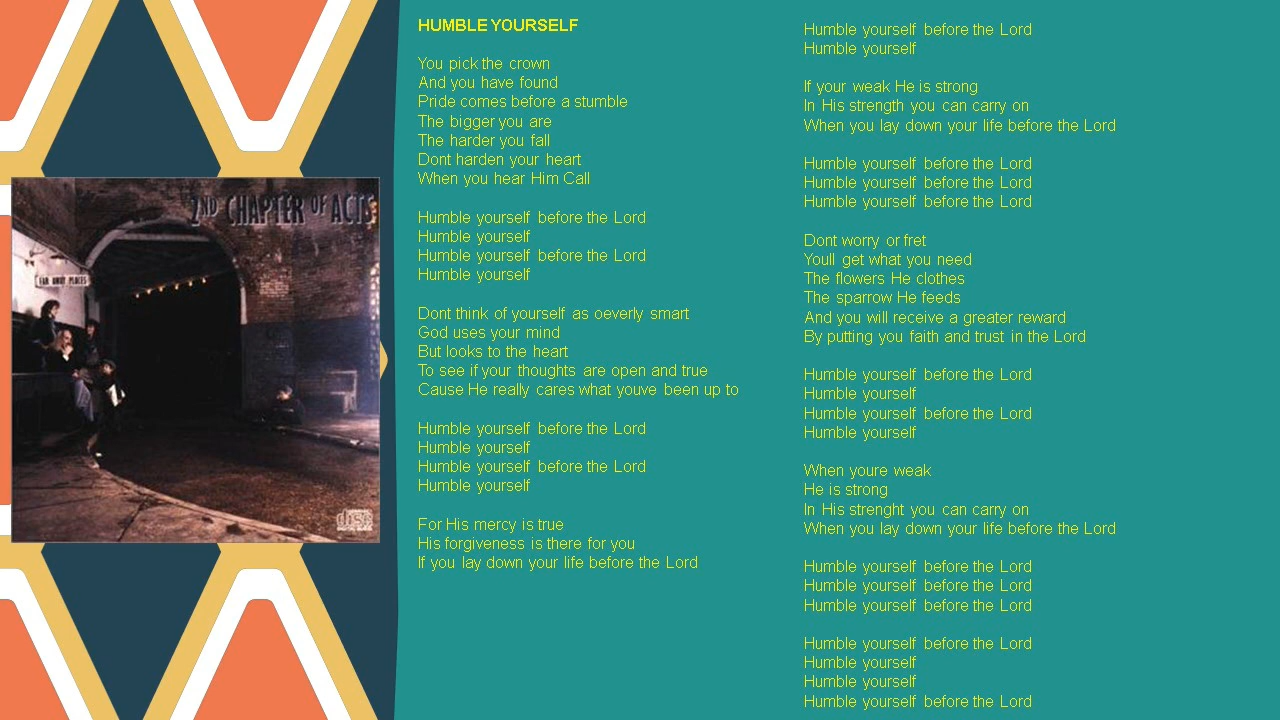 2ND CHAPTER OF ACTS
FAR AWAY PLACES
disc
HUMBLE YOURSELF
You pick the crown
And you have found
Pride comes before a stumble
The bigger you are
The harder you fall
Dont harden your heart
When you hear Him Call
Humble yourself before the Lord
Humble yourself
Humble yourself before the Lord
Humble yourself
Dont think of yourself as oeverly smart
God uses your mind
But looks to the heart
To see if your thoughts are open and true
Cause He really cares what youve been up to
Humble yourself before the Lord
Humble yourself
Humble yourself before the Lord
Humble yourself
For His mercy is true
His forgiveness is there for you
If you lay down your life before the Lord
Humble yourself before the Lord
Humble yourself
If your weak He is strong
In His strength you can carry on
When you lay down your life before the Lord
Humble yourself before the Lord
Humble yourself before the Lord
Humble yourself before the Lord
Dont worry or fret
Youll get what you need
The flowers He clothes
The sparrow He feeds
And you will receive a greater reward
By putting you faith and trust in the Lord
Humble yourself before the Lord
Humble yourself
Humble yourself before the Lord
Humble yourself
When youre weak
He is strong
In His strenght you can carry on
When you lay down your life before the Lord
Humble yourself before the Lord
Humble yourself before the Lord
Humble yourself before the Lord
Humble yourself before the Lord
Humble yourself
Humble yourself
Humble yourself before the Lord